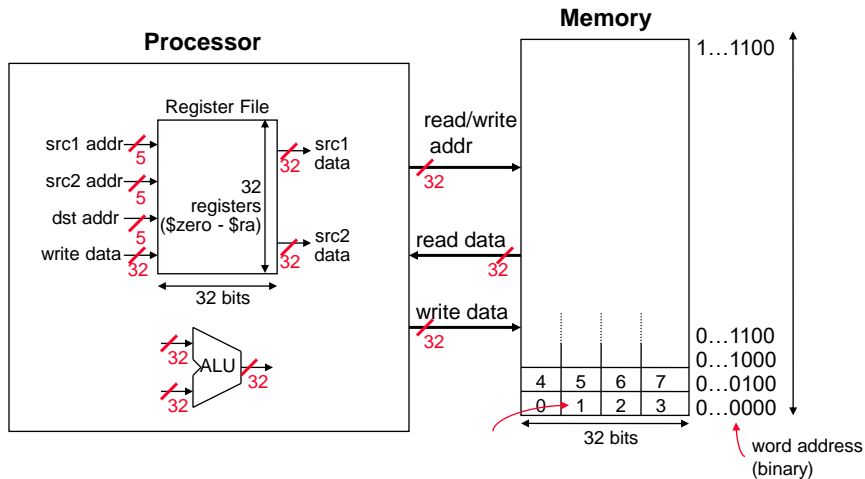 Memory
Processor
1…1100
Register File
src1 addr
5
src2 addr
5
dst addr
5
write data
32
32
registers
($zero - $ra)
32
src1
data
32
src2
data
32 bits
32
32
ALU
32
read/write
addr
32
read data
32
write data
32
0…1100
0…1000
4 5 6 7
0…0100
0 1 2 3
0…0000
32 bits
word address
(binary)